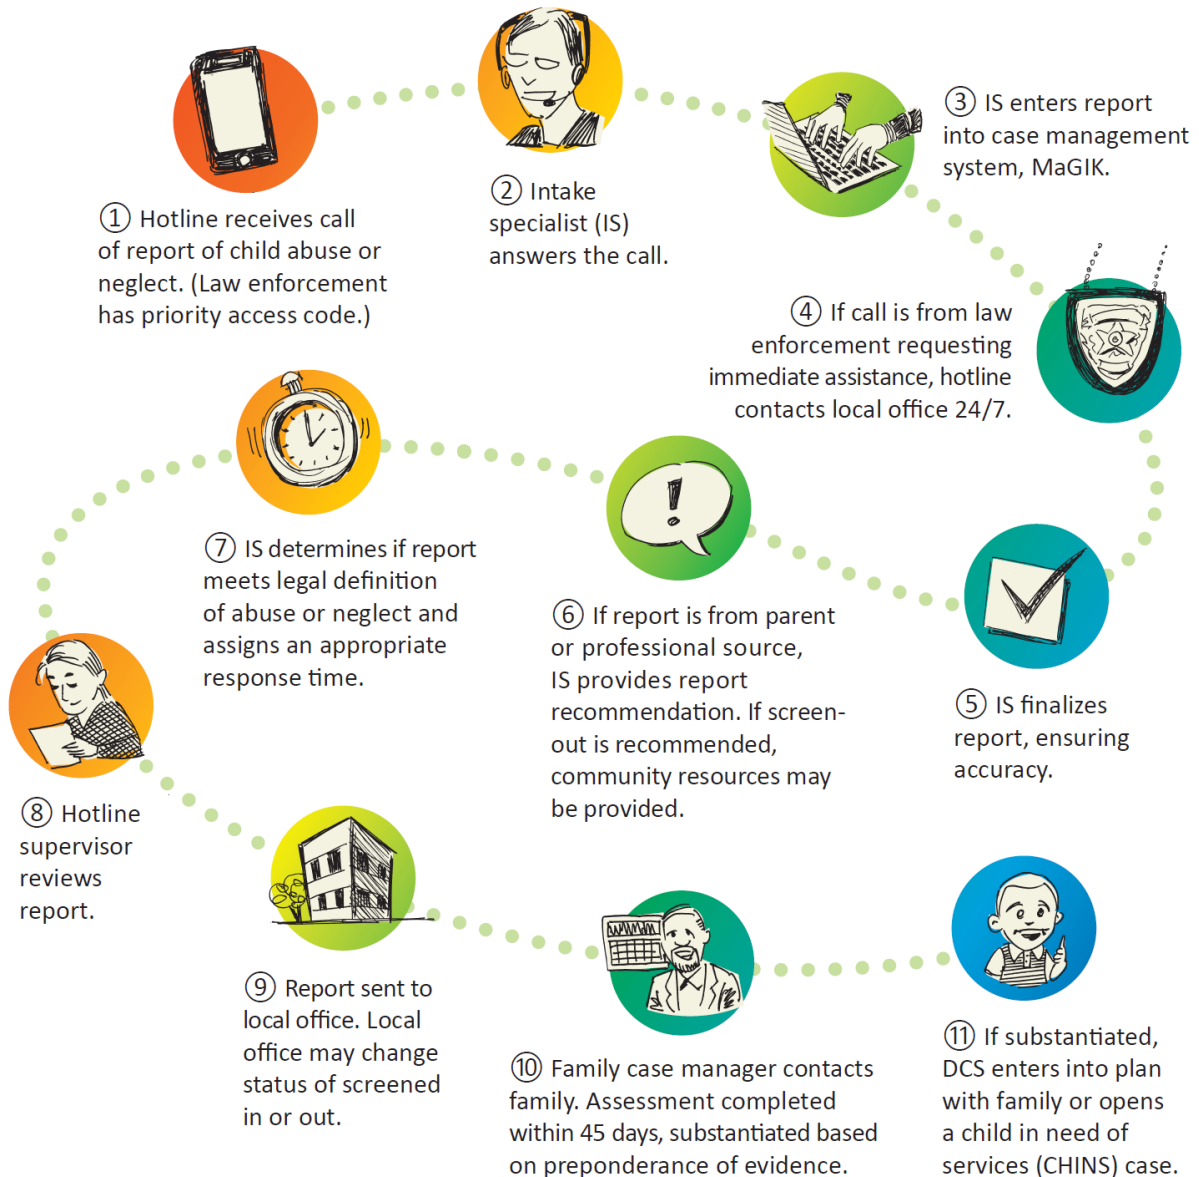 ① Hotline receives call
of report of child abuse or
neglect. (Law enforcement
has priority access code.)
② Intake
specialist (IS)
answers the call.
③ IS enters report
into case management
system, MaGIK.
④ If call is from law
enforcement requesting
immediate assistance, hotline
contacts local office 24/7.
⑤ IS finalizes
report, ensuring
accuracy.
⑥ If report is from parent
or professional source,
IS provides report
recommendation. If screen-
out is recommended,
community resources may
be provided.
⑦ IS determines if report
meets legal definition
of abuse or neglect and
assigns an appropriate
response time.
⑧ Hotline
supervisor
reviews
report.
⑨ Report sent to
local office. Local
office may change
status of screened
in or out.
⑩ Family case manager contacts
family. Assessment completed
within 45 days, substantiated based
on preponderance of evidence.
⑪ If substantiated,
DCS enters into plan
with family or opens
a child in need of
services (CHINS) case.